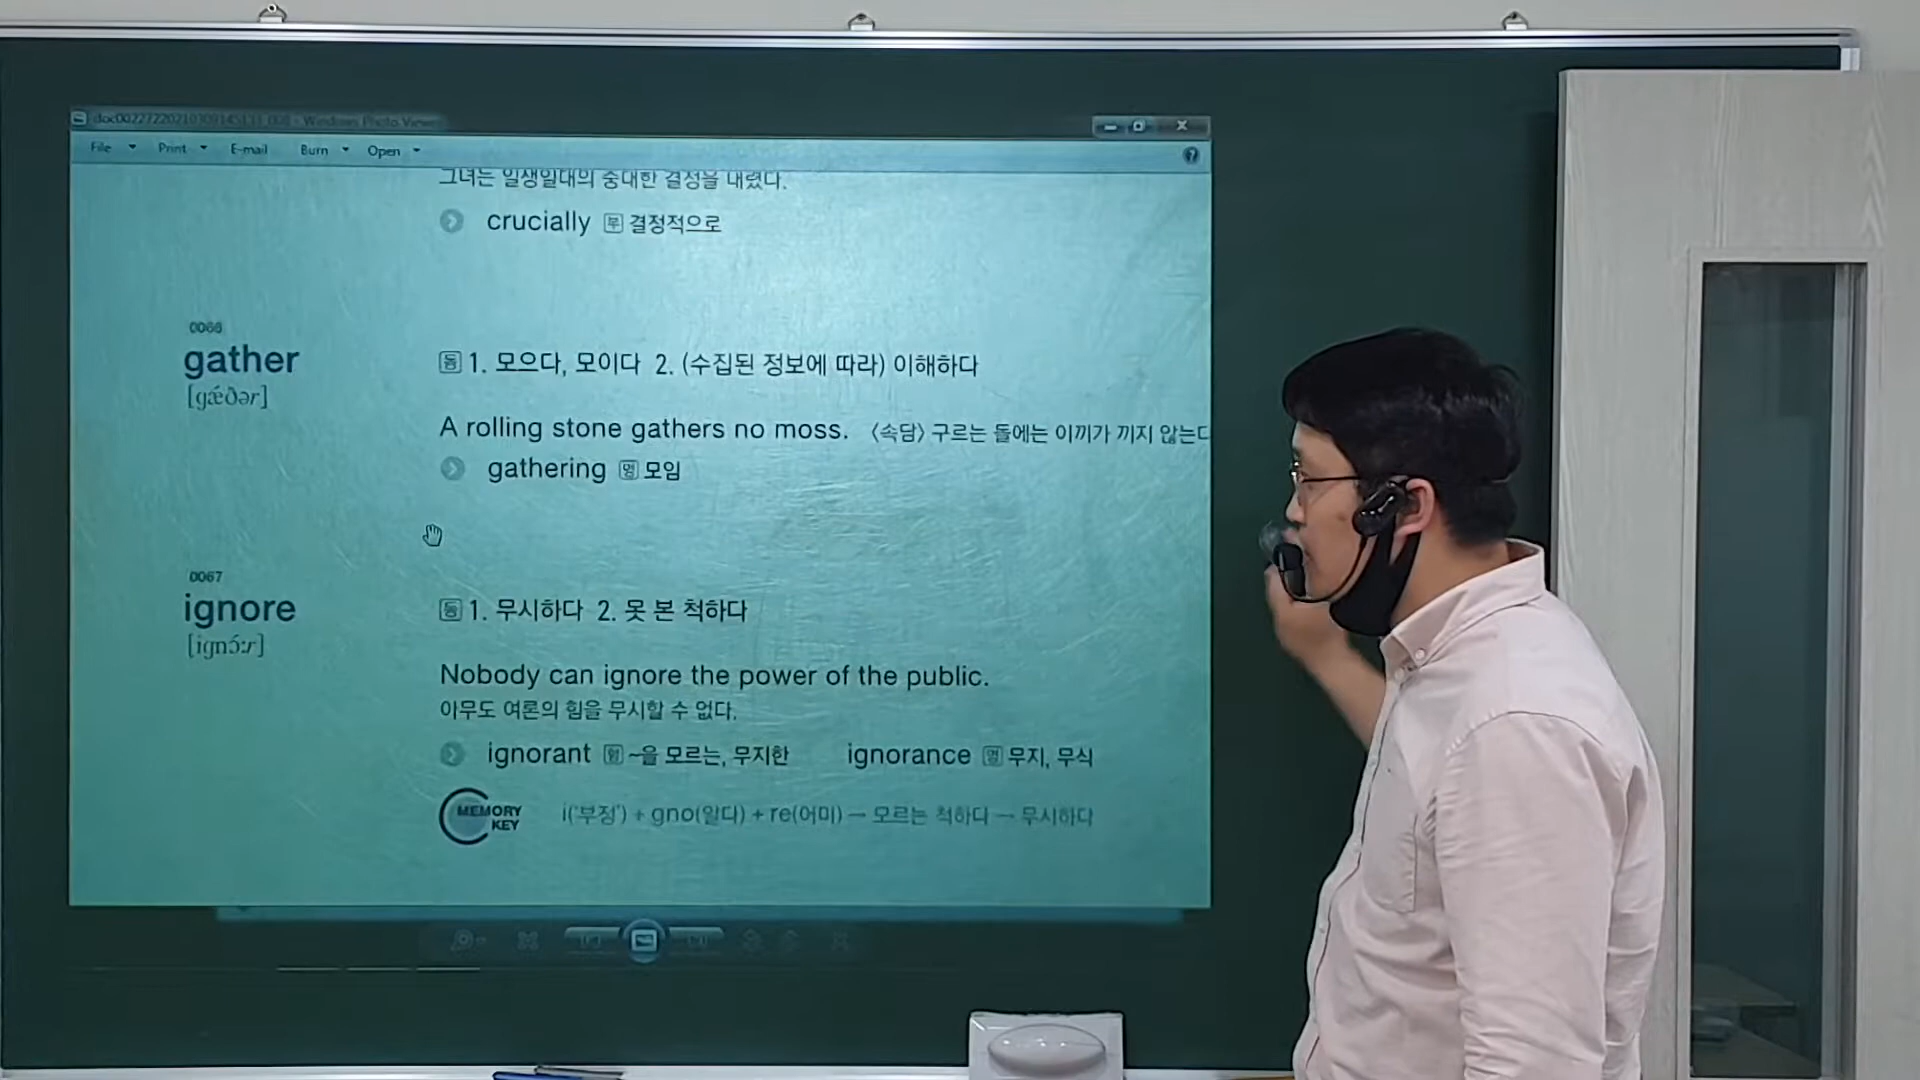 doc00227220210309145133_008 - Windows Photo Viewer
File Print E-mail Burn Open
그녀는 일생일대의 중대한 결정을 내렸다.
crucially 부 결정적으로
0066
gather 동 1. 모으다, 모이다 2. (수집된 정보에 따라) 이해하다
[gǽðər]
A rolling stone gathers no moss. 〈속담〉 구르는 돌에는 이끼가 끼지 않는다
gathering 명 모임
0067
ignore 동 1. 무시하다 2. 못 본 척하다
[ignɔ́ːr]
Nobody can ignore the power of the public.
아무도 여론의 힘을 무시할 수 없다.
ignorant 형 ~을 모르는, 무지한 ignorance 명 무지, 무식
MEMORY KEY i('부정') + gno(알다) + re(어미) → 모르는 척하다 → 무시하다